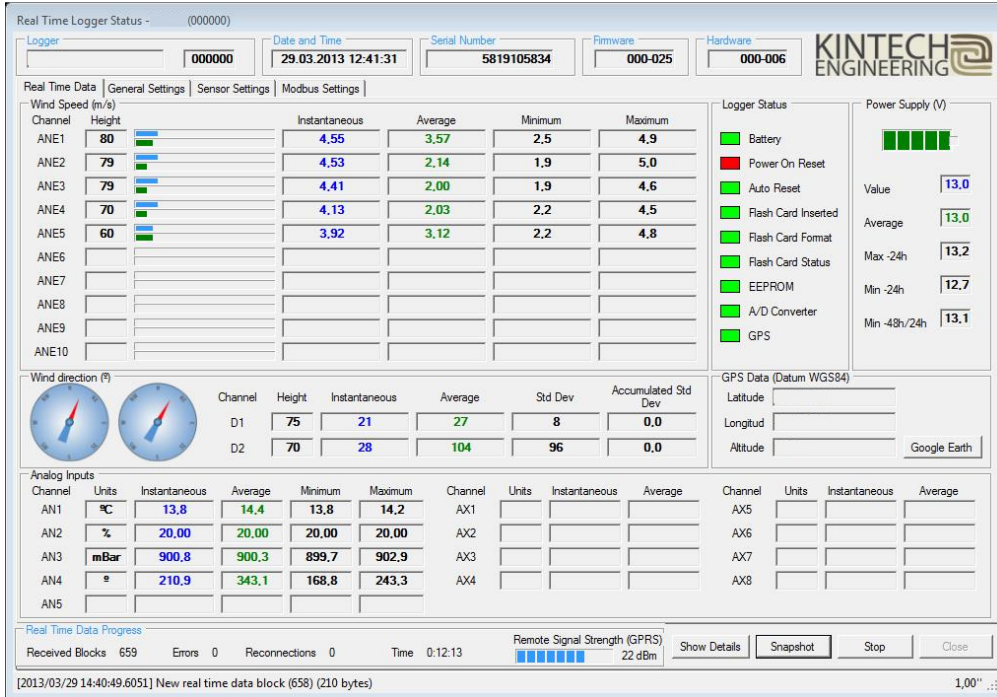 Real Time Logger Status - (000000)
Logger Date and Time Serial Number Firmware Hardware
000000 29.03.2013 12:41:31 5819105834 000-025 000-006
KINTECH
ENGINEERING
Real Time Data General Settings Sensor Settings Modbus Settings
Wind Speed (m/s)
Channel Height Instantaneous Average Minimum Maximum
ANE1 80 4,55 3,57 2,5 4,9
ANE2 79 4,53 2,14 1,9 5,0
ANE3 79 4,41 2,00 1,9 4,6
ANE4 70 4,13 2,03 2,2 4,5
ANE5 60 3,92 3,12 2,2 4,8
ANE6
ANE7
ANE8
ANE9
ANE10
Logger Status
Battery
Power On Reset
Auto Reset
Flash Card Inserted
Flash Card Format
Flash Card Status
EEPROM
A/D Converter
GPS
Power Supply (V)
Value 13,0
Average 13,0
Max -24h 13,2
Min -24h 12,7
Min -48h/24h 13,1
Wind direction (º)
Channel Height Instantaneous Average Std Dev Accumulated Std
Dev
D1 75 21 27 8 0,0
D2 70 28 104 96 0,0
GPS Data (Datum WGS84)
Latitude
Longitud
Altitude Google Earth
Analog Inputs
Channel Units Instantaneous Average Minimum Maximum
AN1 ºC 13,8 14,4 13,8 14,2
AN2 % 20,00 20,00 20,00 20,00
AN3 mBar 900,8 900,3 899,7 902,9
AN4 º 210,9 343,1 168,8 243,3
AN5
Channel Units Instantaneous Average
AX1
AX2
AX3
AX4
Channel Units Instantaneous Average
AX5
AX6
AX7
AX8
Real Time Data Progress
Received Blocks 659 Errors 0 Reconnections 0 Time 0:12:13
Remote Signal Strength (GPRS)
22 dBm
Show Details Snapshot Stop Close
[2013/03/29 14:40:49.6051] New real time data block (658) (210 bytes) 1,00''